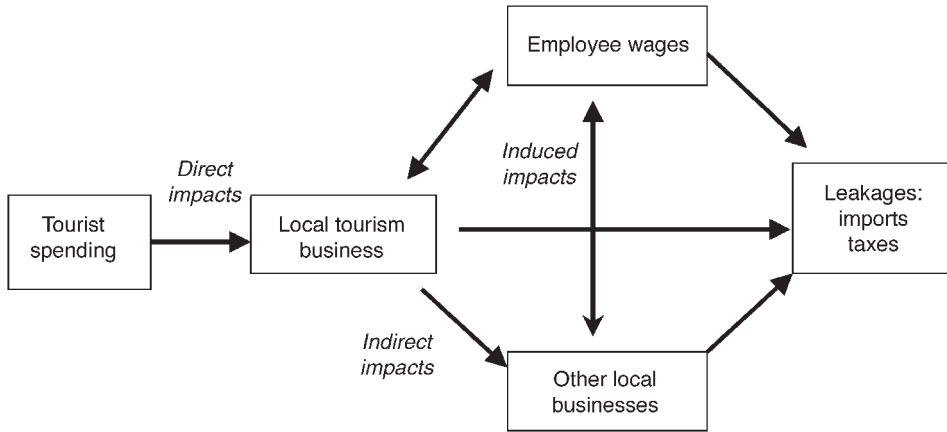 Employee wages
Direct
impacts
Induced
impacts
Tourist
spending
Local tourism
business
Leakages:
imports
taxes
Indirect
impacts
Other local
businesses